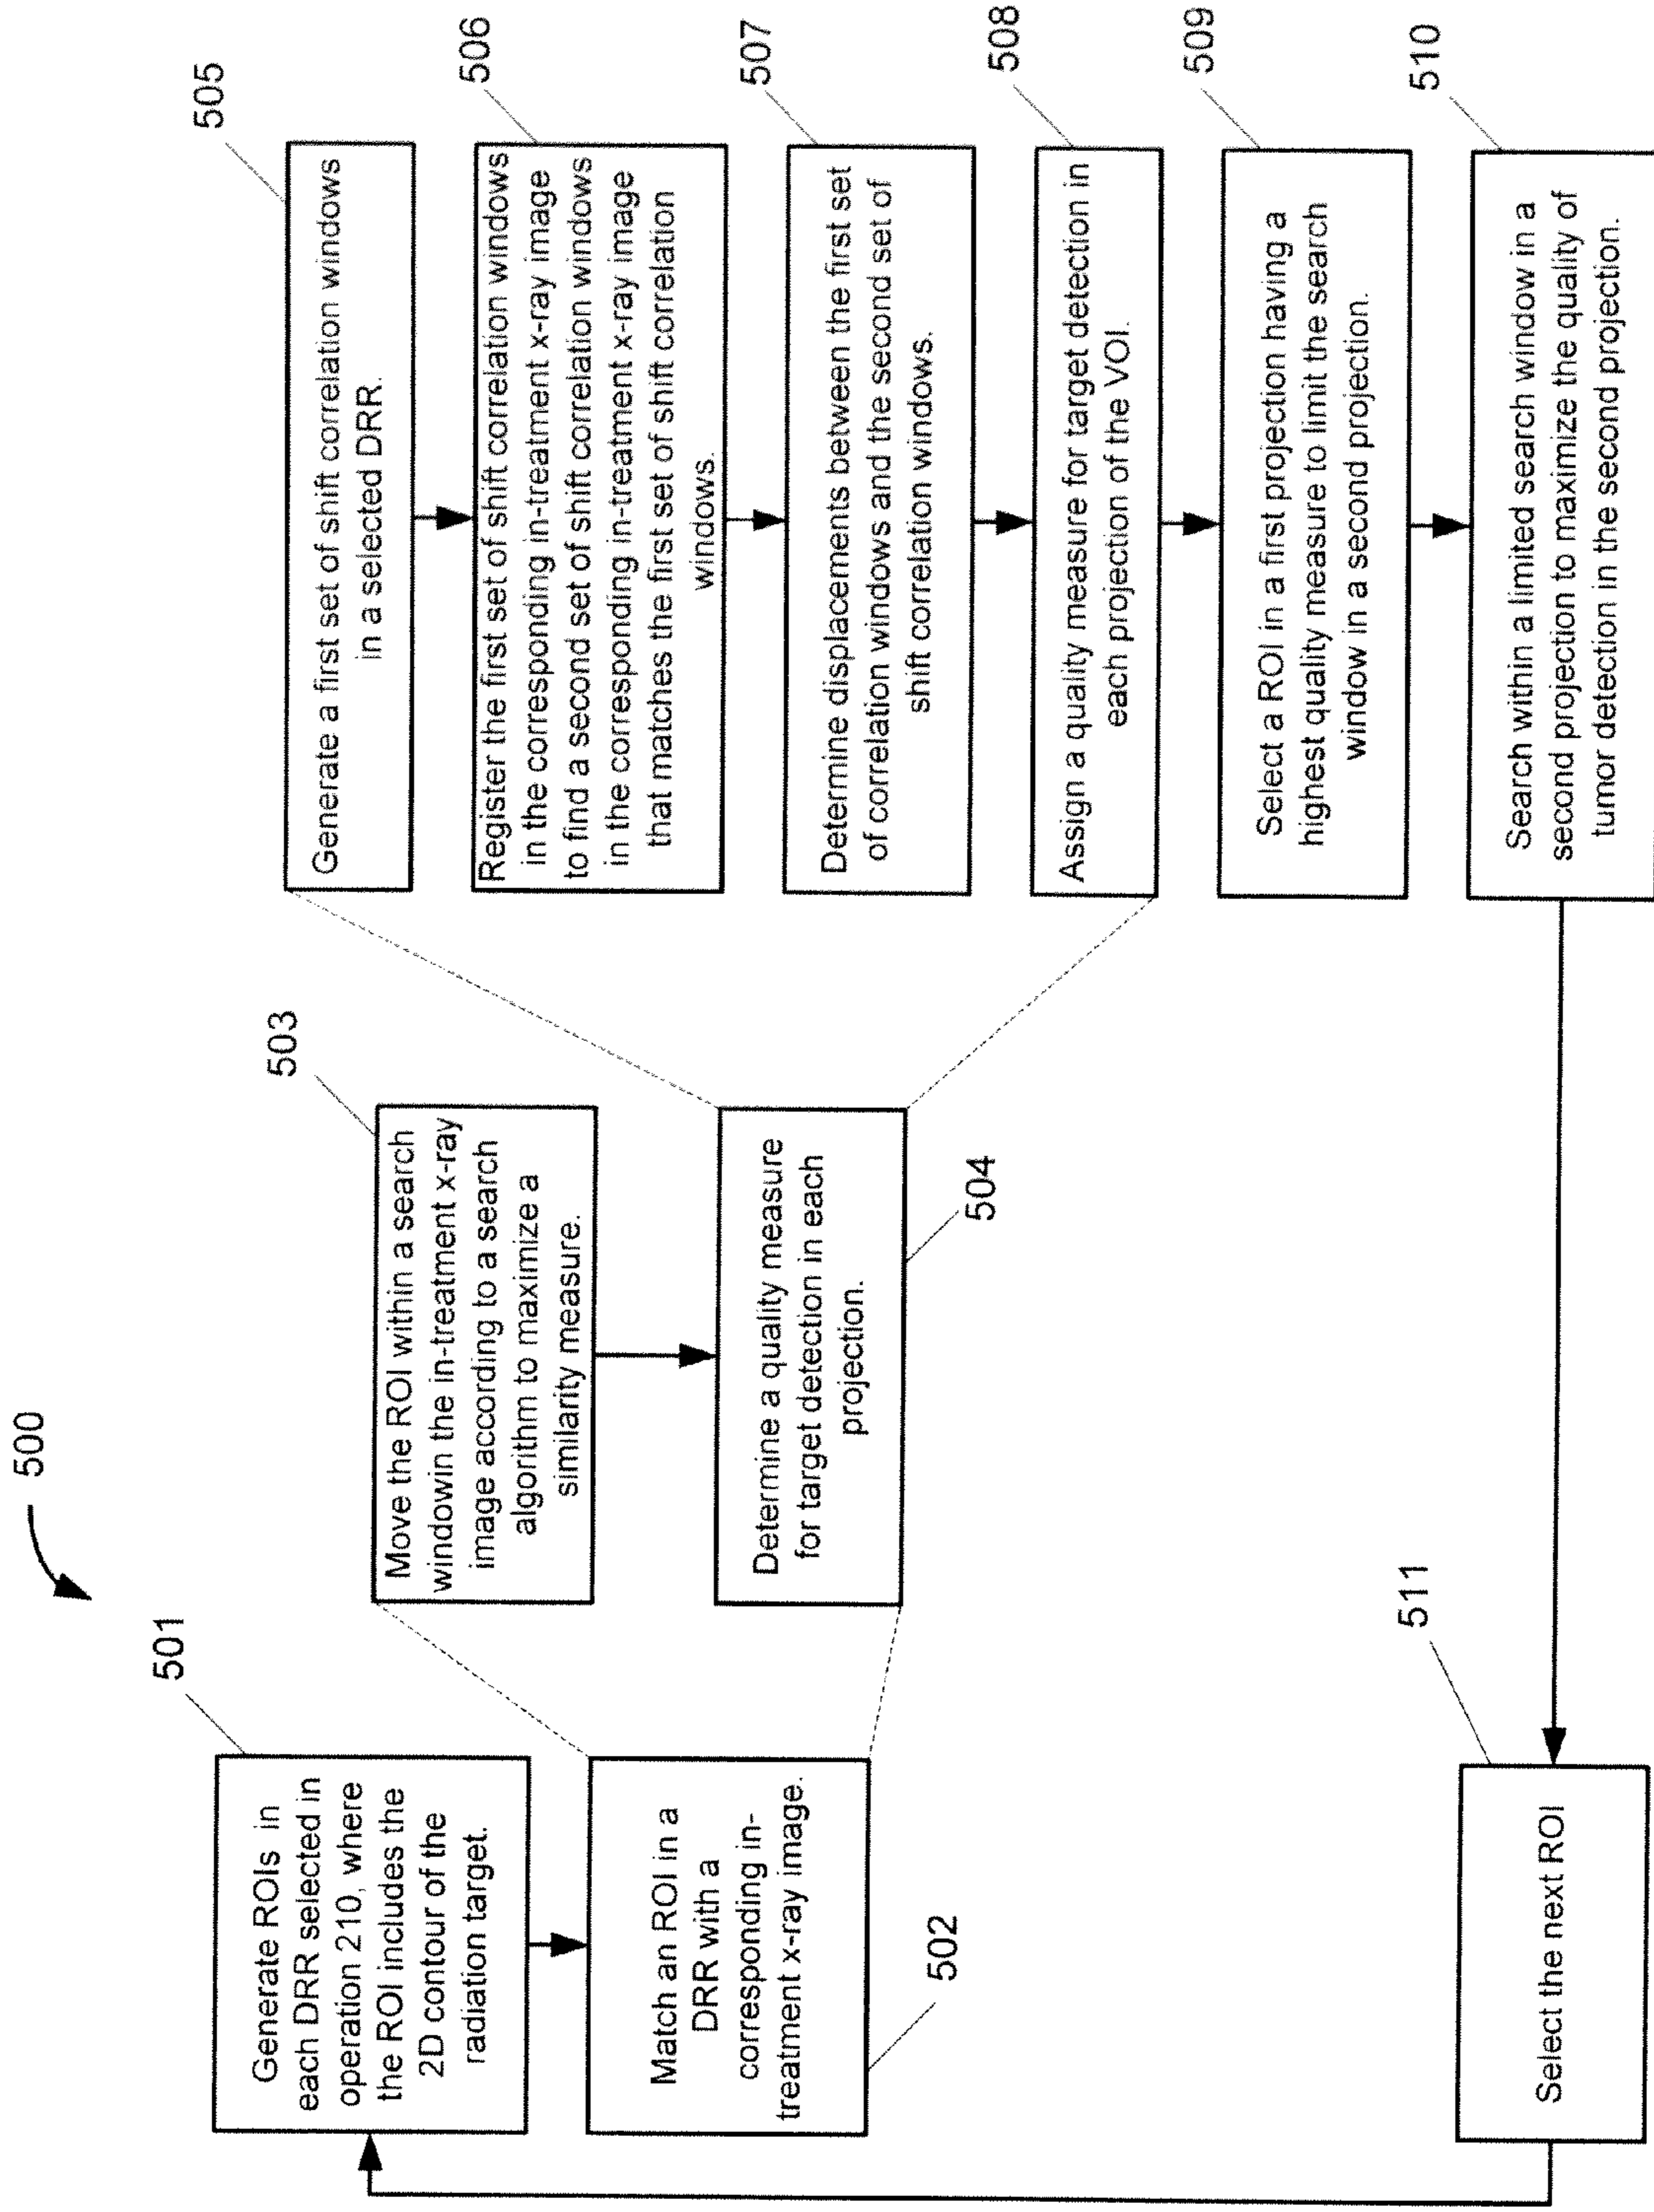 500
501
Generate ROIs in
each DRR selected in
operation 210, where
the ROI includes the
2D contour of the
radiation target.
Match an ROI in a
DRR with a
corresponding in-
treatment x-ray image.
502
503
Move the ROI within a search
windowin the in-treatment x-ray
image according to a search
algorithm to maximize a
similarity measure.
Determine a quality measure
for target detection in each
projection.
504
505
Generate a first set of shift correlation windows
in a selected DRR.
506
Register the first set of shift correlation windows
in the corresponding in-treatment x-ray image
to find a second set of shift correlation windows
in the corresponding in-treatment x-ray image
that matches the first set of shift correlation
windows.
507
Determine displacements between the first set
of correlation windows and the second set of
shift correlation windows.
508
Assign a quality measure for target detection in
each projection of the VOI.
509
Select a ROI in a first projection having a
highest quality measure to limit the search
window in a second projection.
510
Search within a limited search window in a
second projection to maximize the quality of
tumor detection in the second projection.
511
Select the next ROI